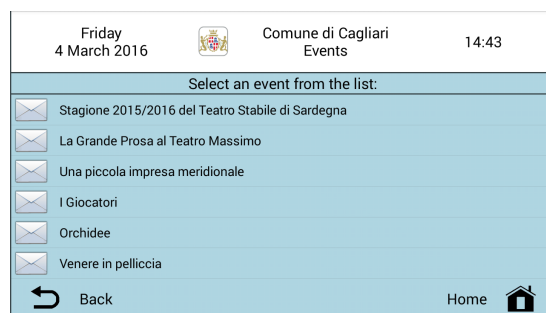 Friday
4 March 2016
Comune di Cagliari
Events
14:43
Select an event from the list:
Stagione 2015/2016 del Teatro Stabile di Sardegna
La Grande Prosa al Teatro Massimo
Una piccola impresa meridionale
I Giocatori
Orchidee
Venere in pelliccia
Back
Home